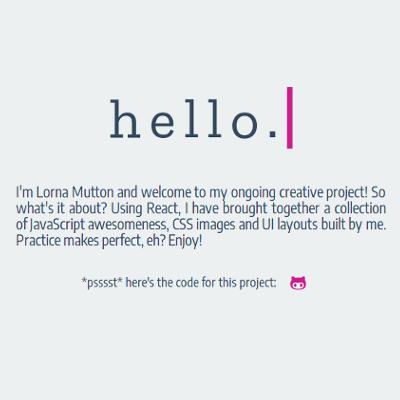 hello.
I'm Lorna Mutton and welcome to my ongoing creative project! So
what's it about? Using React, I have brought together a collection
of JavaScript awesomeness, CSS images and UI layouts built by me.
Practice makes perfect, eh? Enjoy!
*psssst* here's the code for this project: